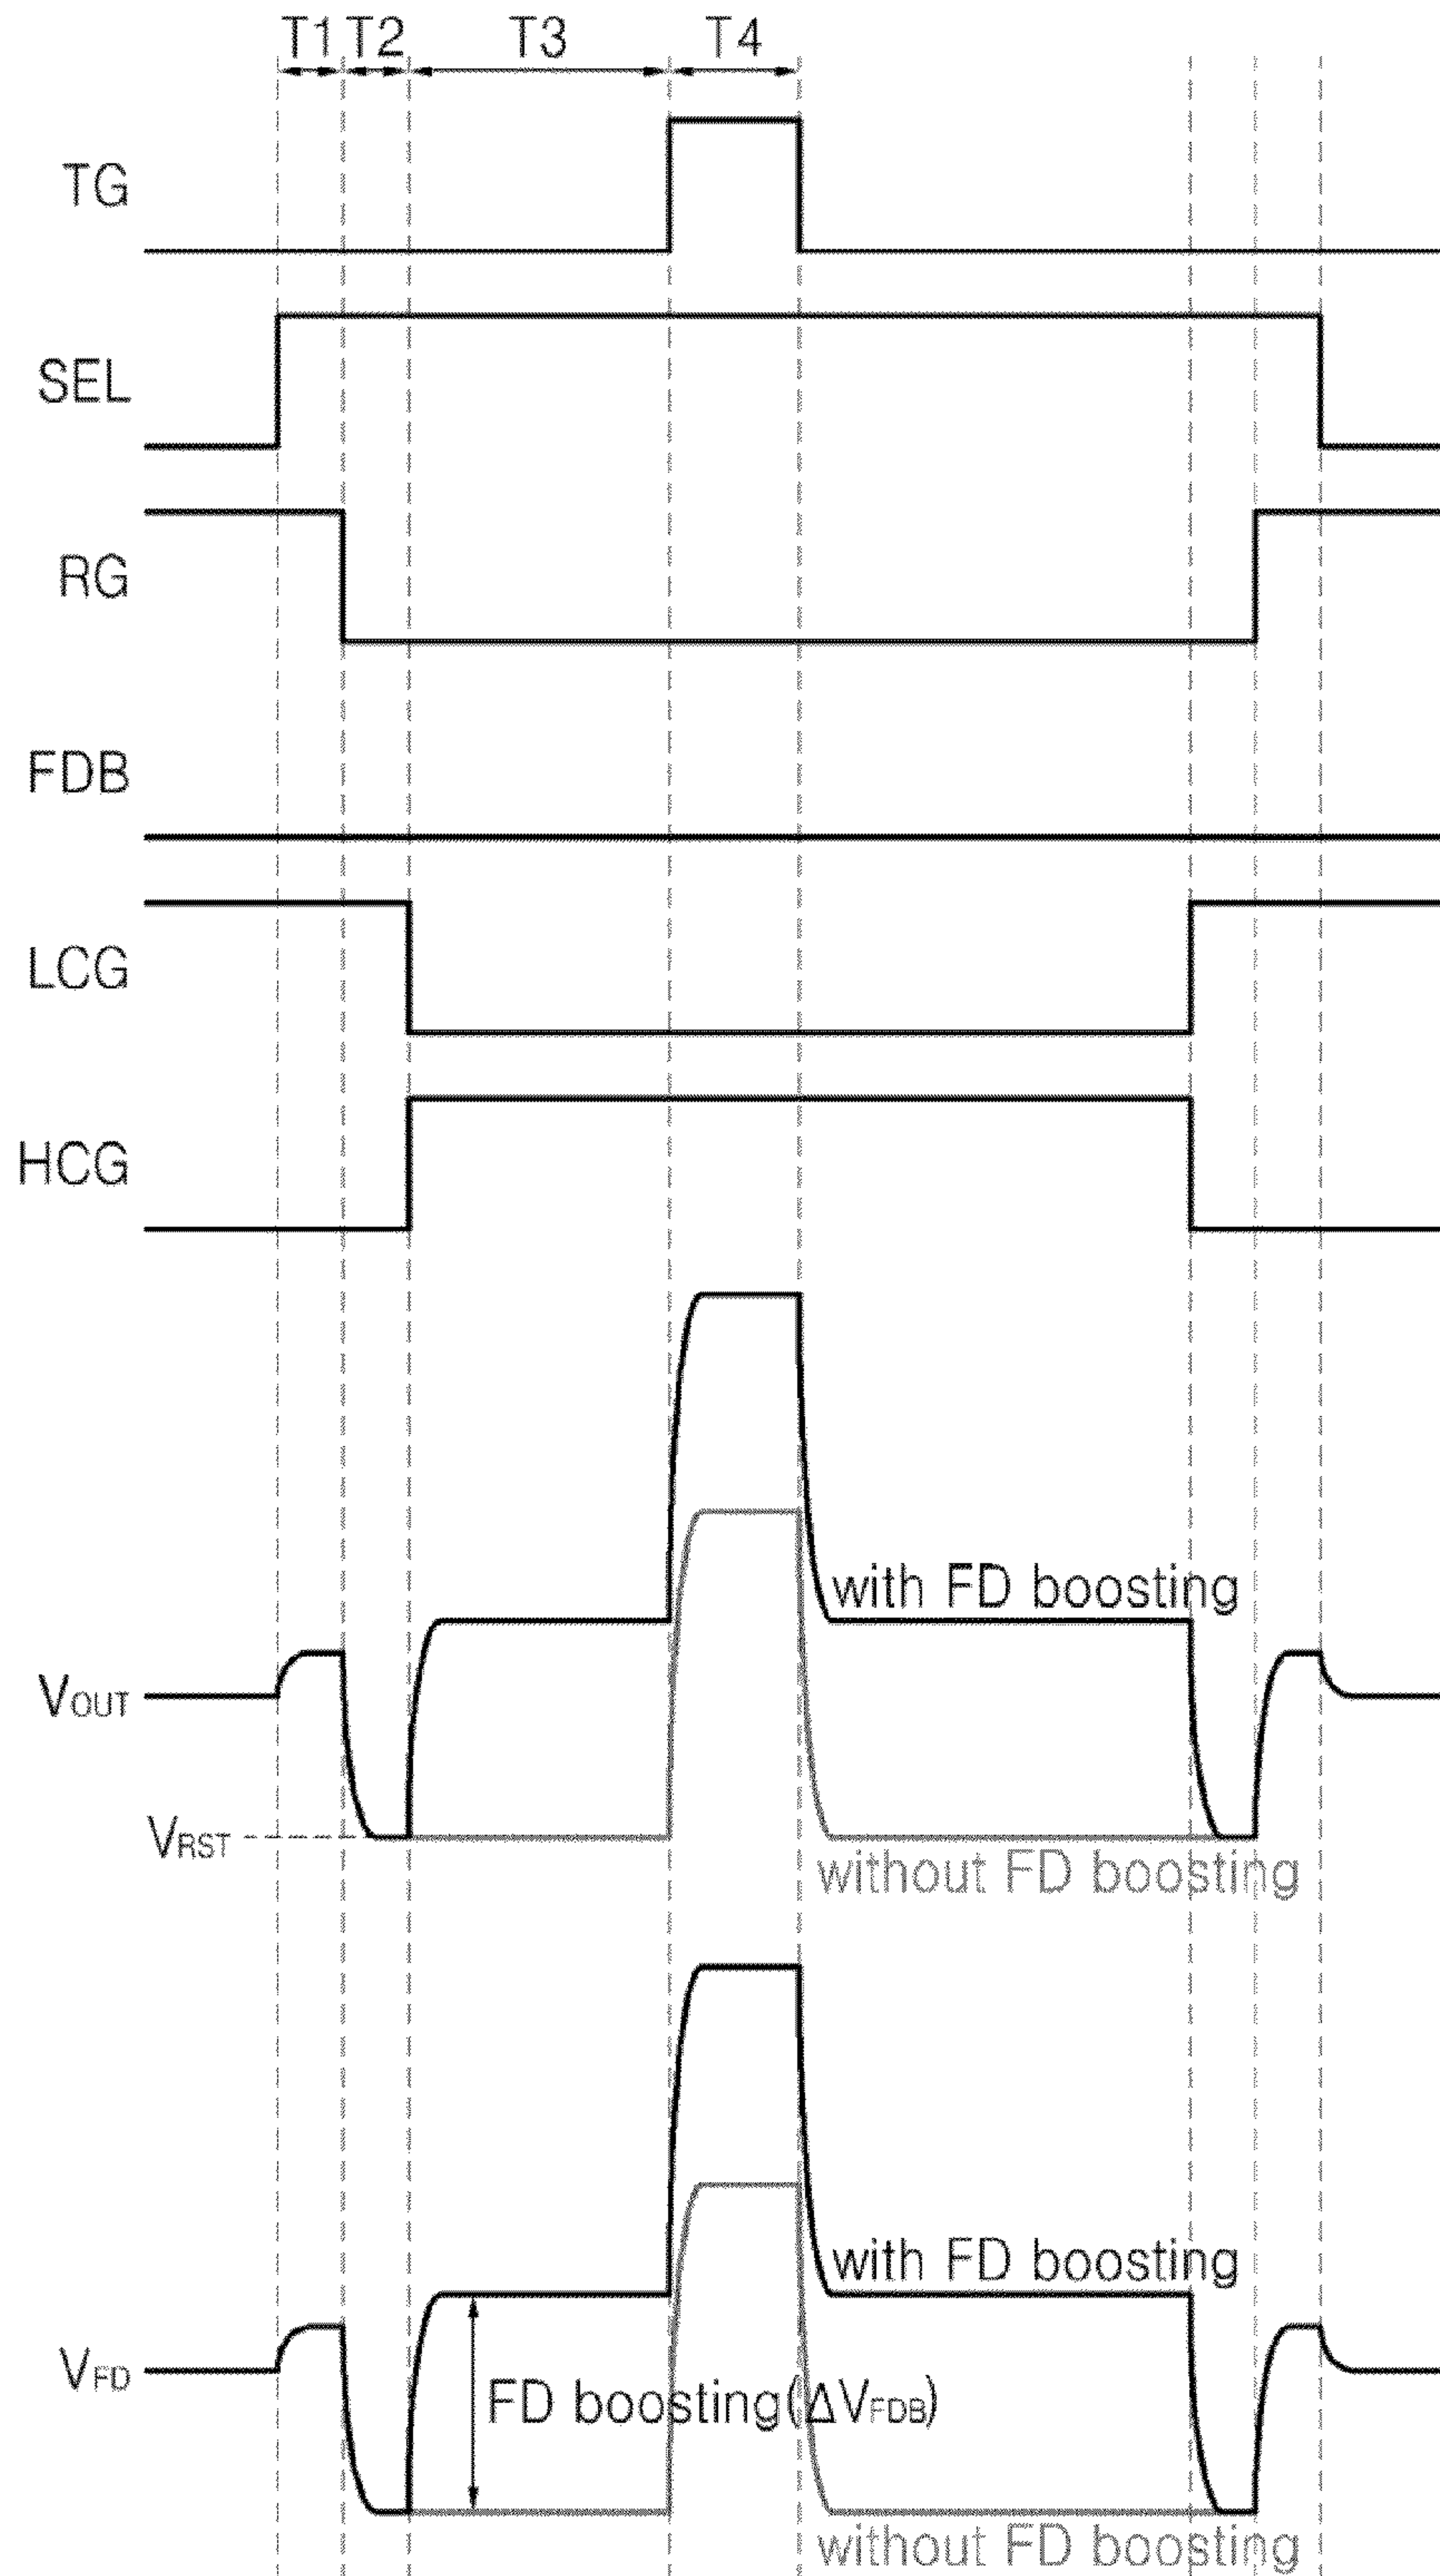 T1 T2 T3 T4
TG
SEL
RG
FDB
LCG
HCG
with FD boosting
VOUT
VRST
without FD boosting
with FD boosting
VFD
FD boosting(ΔVFDB)
without FD boosting